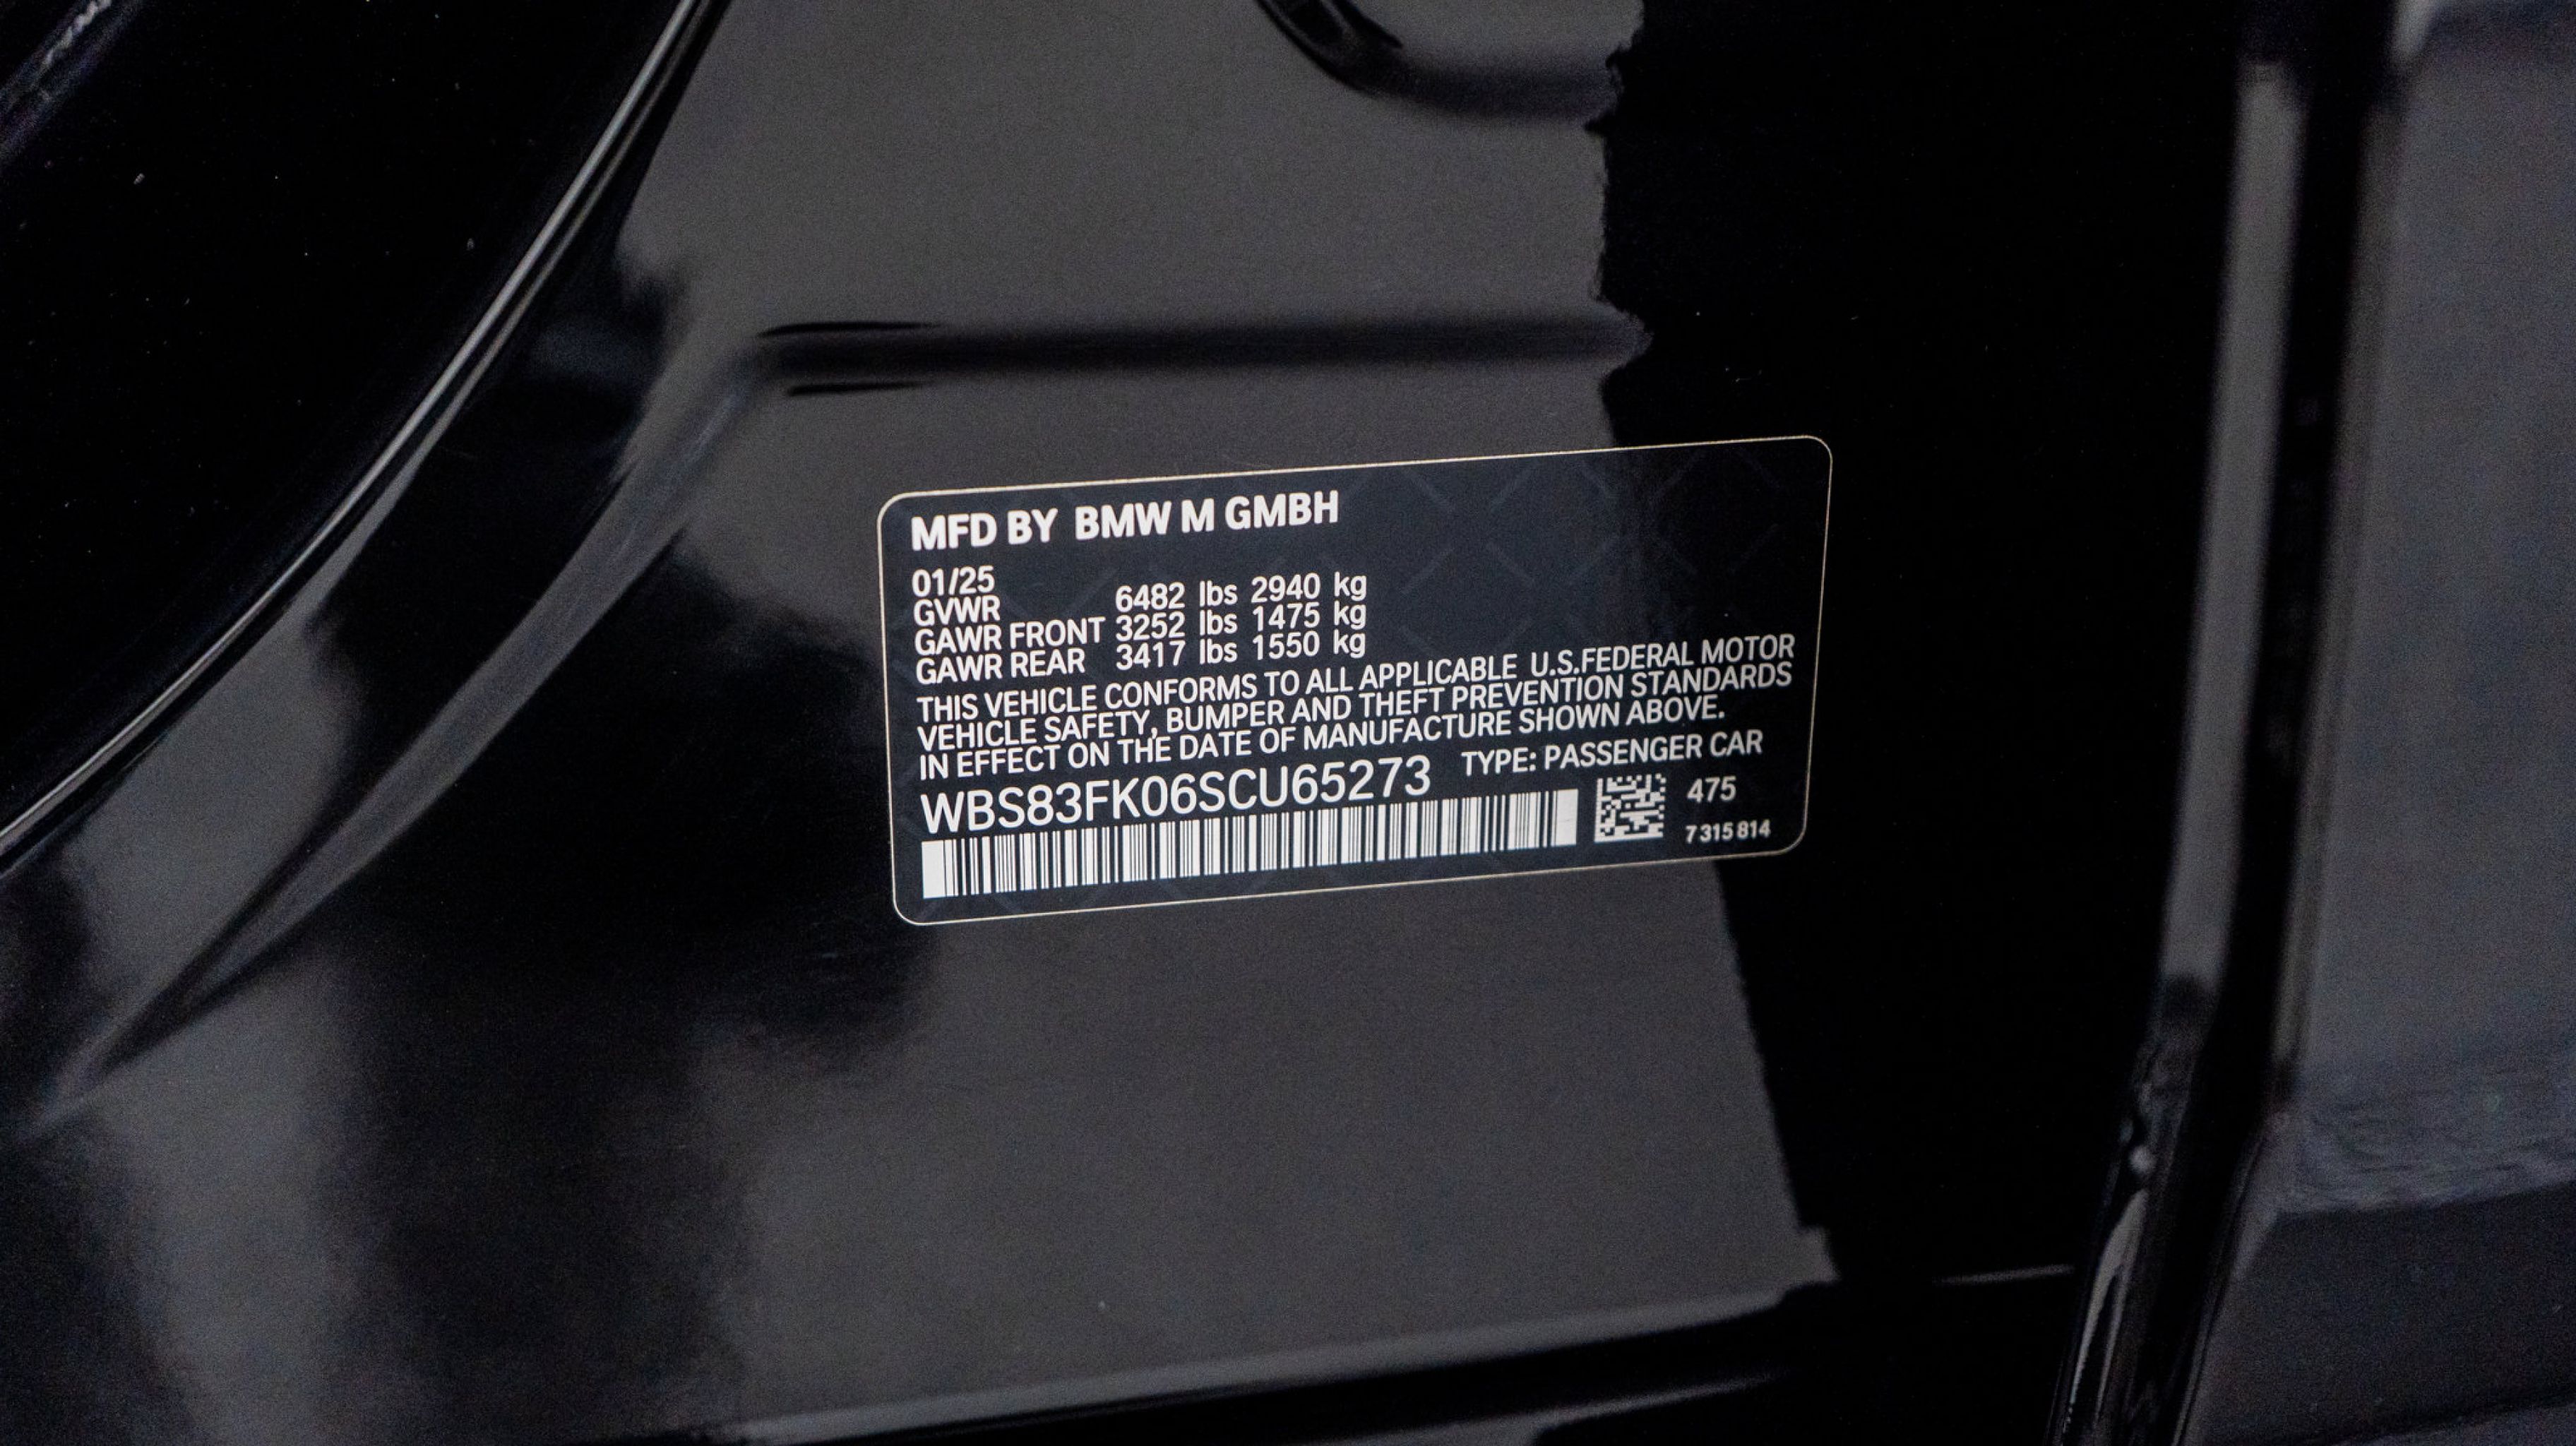 MFD BY BMW M GMBH
01/25
GVWR 6482 lbs 2940 kg
GAWR FRONT 3252 lbs 1475 kg
GAWR REAR 3417 lbs 1550 kg
THIS VEHICLE CONFORMS TO ALL APPLICABLE U.S.FEDERAL MOTOR
VEHICLE SAFETY, BUMPER AND THEFT PREVENTION STANDARDS
IN EFFECT ON THE DATE OF MANUFACTURE SHOWN ABOVE.
WBS83FK06SCU65273 TYPE: PASSENGER CAR
475
7 315 814